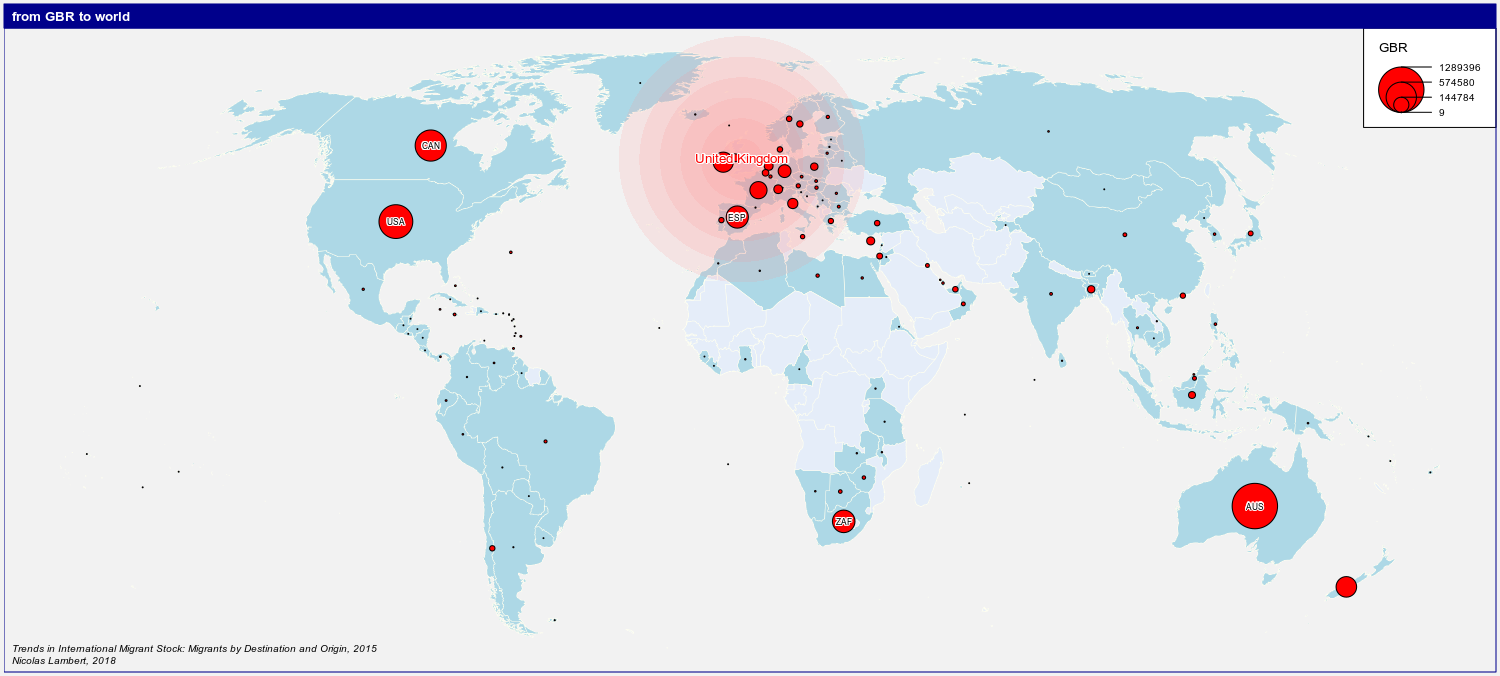 from GBR to world
GBR
1289396
574580
144784
9
CAN
United Kingdom
USA
ESP
AUS
ZAF
Trends in International Migrant Stock: Migrants by Destination and Origin, 2015
Nicolas Lambert, 2018